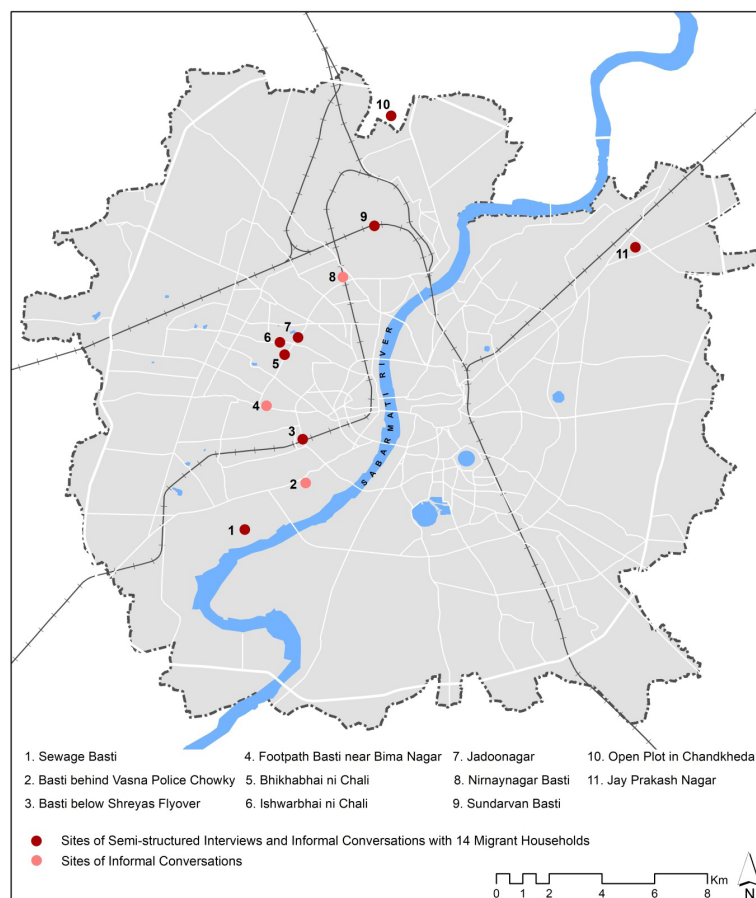 10
9
11
8
7
6
5
4
3
2
1
SABARMATI RIVER
1. Sewage Basti
2. Basti behind Vasna Police Chowky
3. Basti below Shreyas Flyover
4. Footpath Basti near Bima Nagar
5. Bhikhabhai ni Chali
6. Ishwarbhai ni Chali
7. Jadoonagar
8. Nirnaynagar Basti
9. Sundarvan Basti
10. Open Plot in Chandkheda
11. Jay Prakash Nagar
Sites of Semi-structured Interviews and Informal Conversations with 14 Migrant Households
Sites of Informal Conversations
Km
0 1 2 4 6 8
N